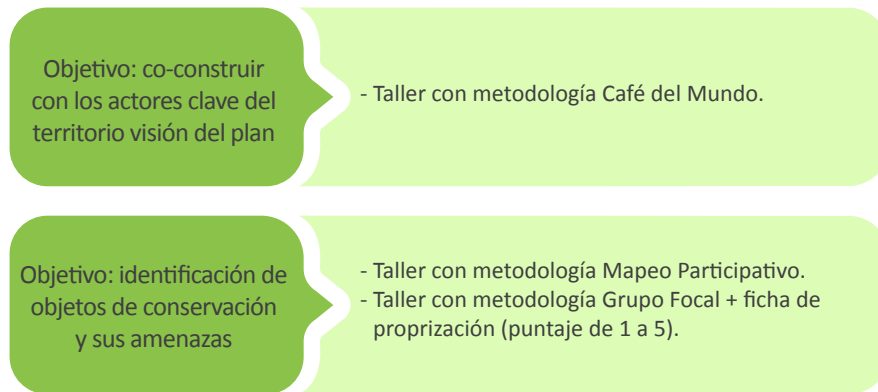 Objetivo: co-construir
con los actores clave del
territorio visión del plan
- Taller con metodología Café del Mundo.
Objetivo: identificación de
objetos de conservación
y sus amenazas
- Taller con metodología Mapeo Participativo.
- Taller con metodología Grupo Focal + ficha de
proprización (puntaje de 1 a 5).